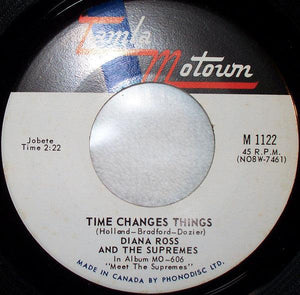 Tamla
Motown
Jobete
Time 2:22
M 1122
45 R.P.M.
(NO8W-7461)
TIME CHANGES THINGS
(Holland-Bradford-Dozier)
DIANA ROSS
AND THE SUPREMES
In Album MO-606
"Meet The Supremes"
MADE IN CANADA BY PHONODISC LTD.